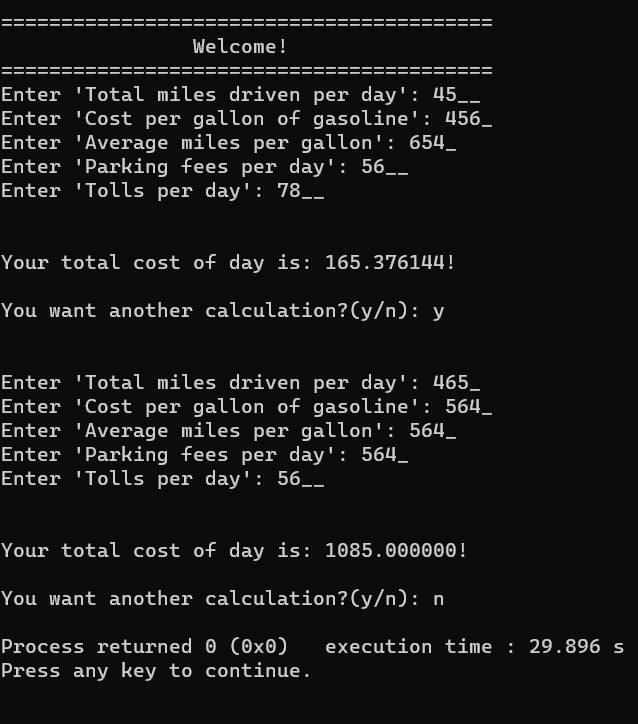 =========================================
Welcome!
=========================================
Enter 'Total miles driven per day': 45__
Enter 'Cost per gallon of gasoline': 456_
Enter 'Average miles per gallon': 654_
Enter 'Parking fees per day': 56__
Enter 'Tolls per day': 78__
Your total cost of day is: 165.376144!
You want another calculation?(y/n): y
Enter 'Total miles driven per day': 465_
Enter 'Cost per gallon of gasoline': 564_
Enter 'Average miles per gallon': 564_
Enter 'Parking fees per day': 564_
Enter 'Tolls per day': 56__
Your total cost of day is: 1085.000000!
You want another calculation?(y/n): n
Process returned 0 (0x0)   execution time : 29.896 s
Press any key to continue.